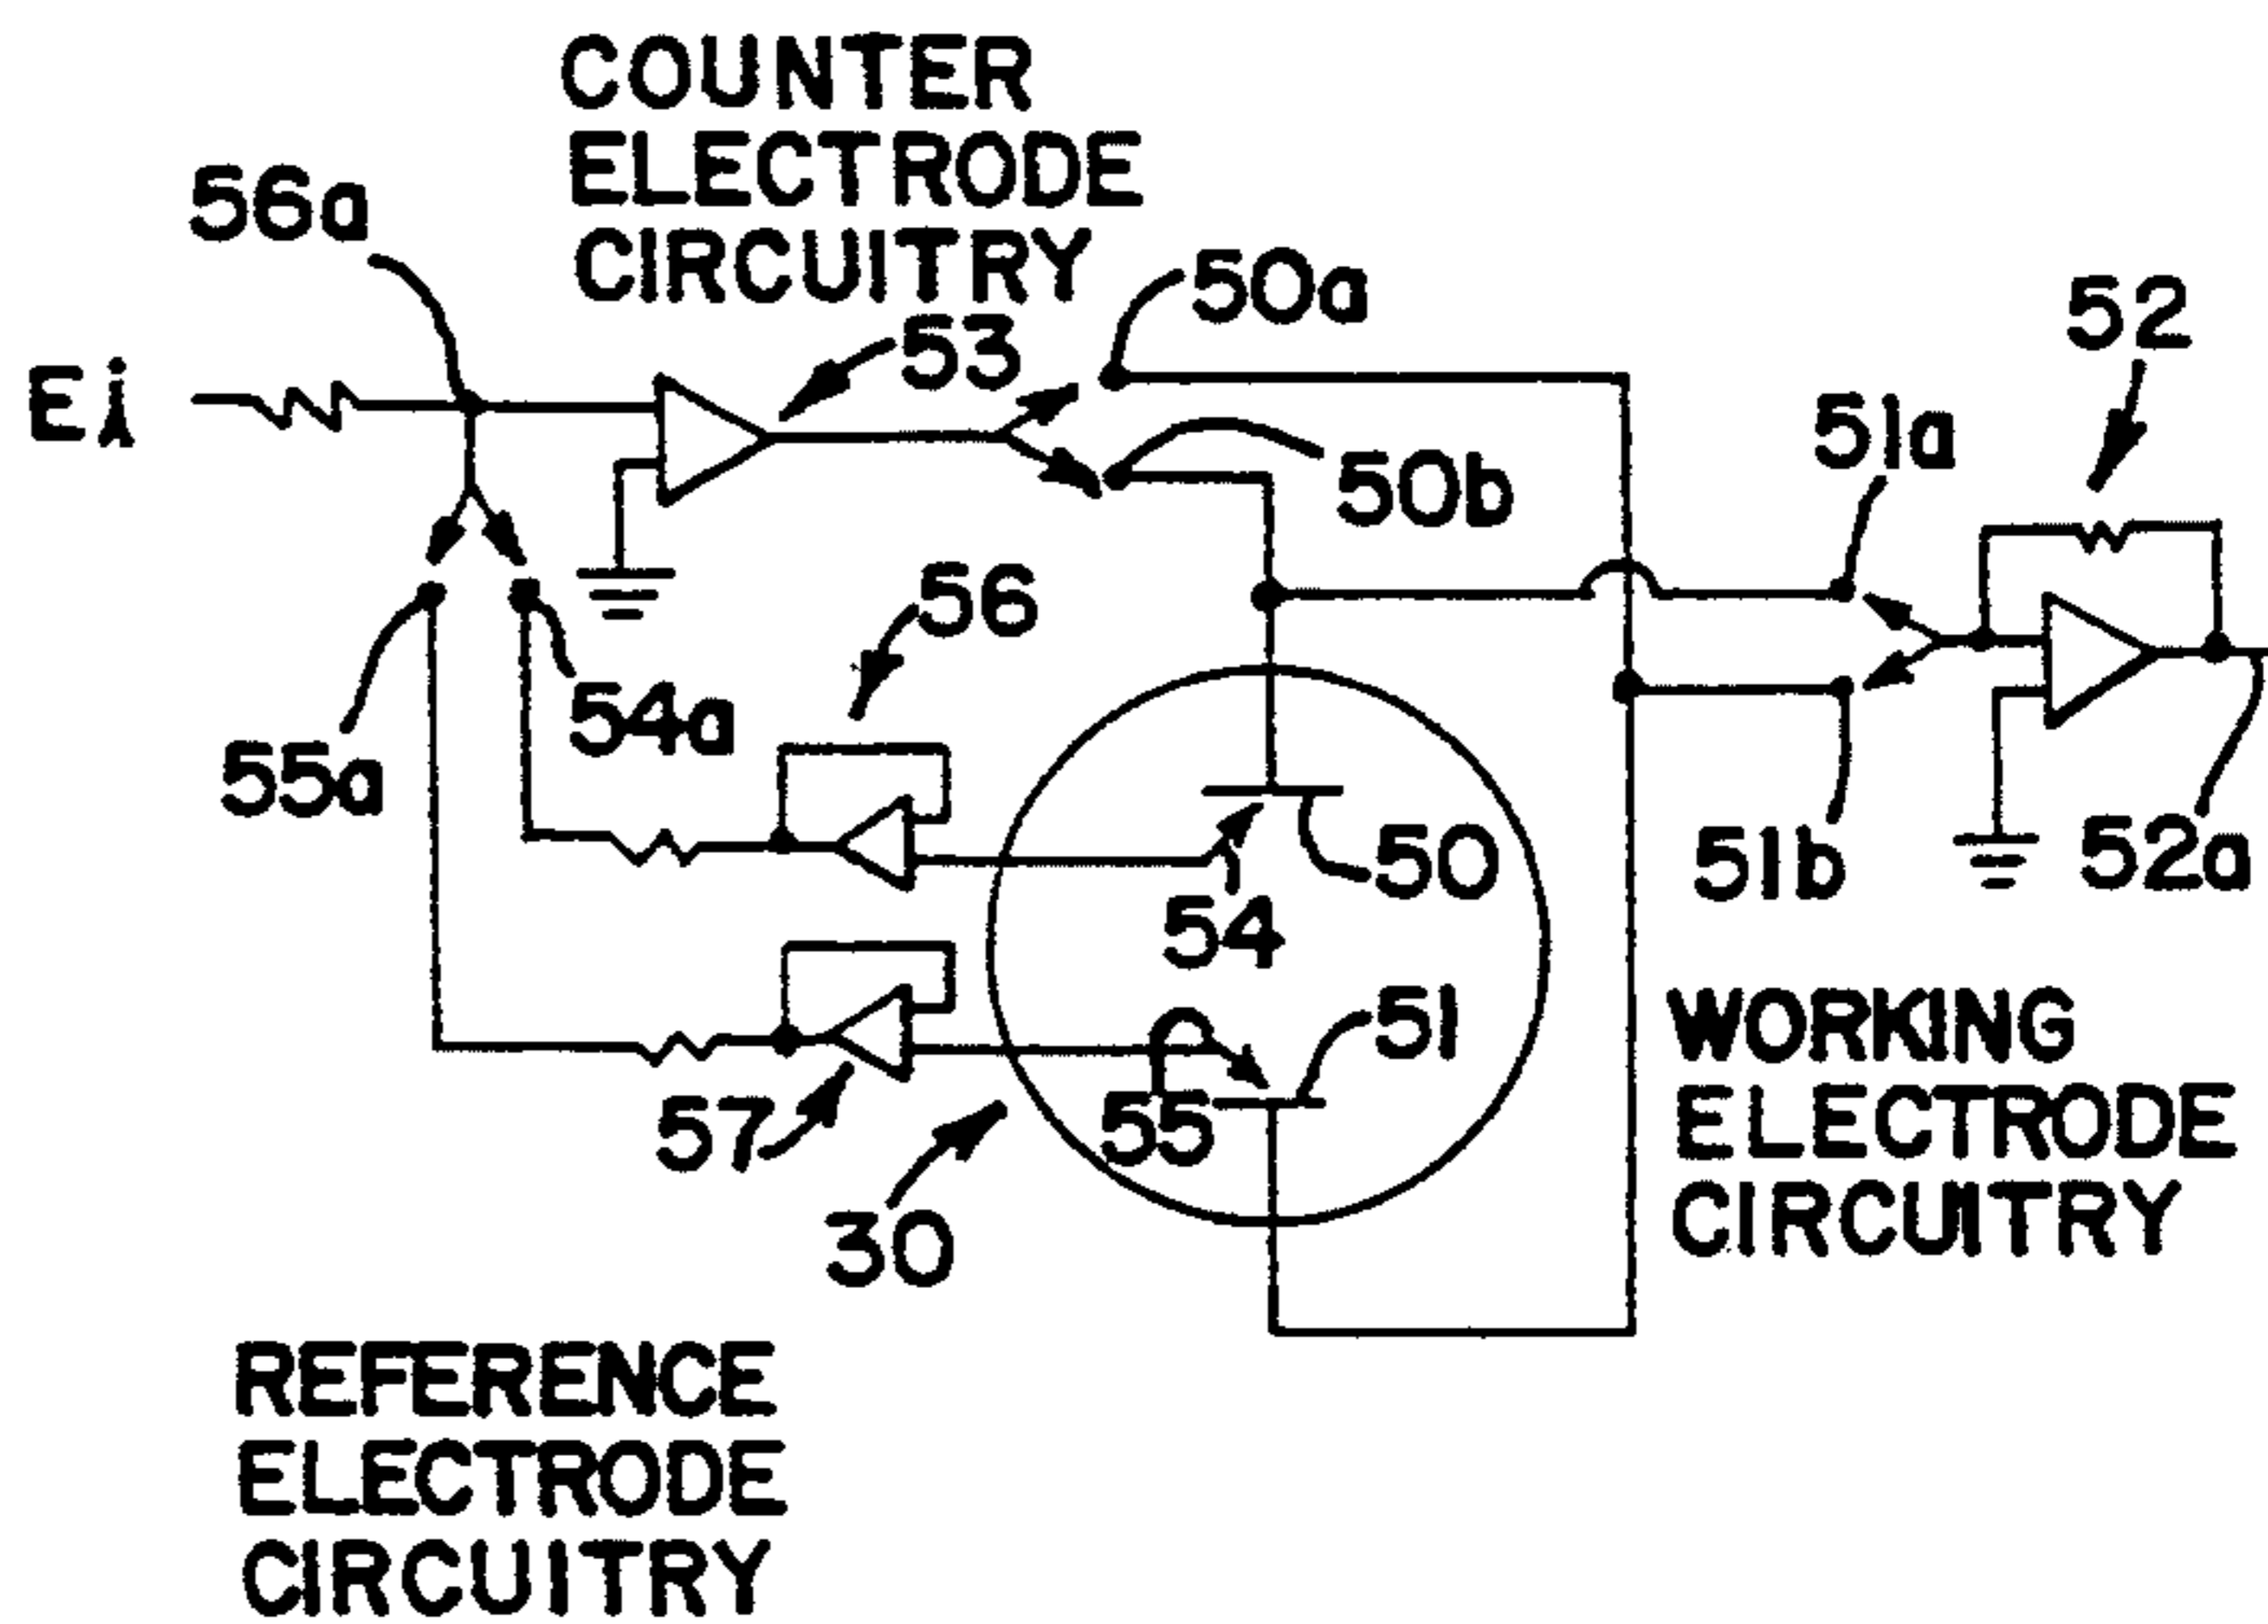 COUNTER
ELECTRODE
CIRCUITRY
56a
50a
52
53
Ei
51a
50b
56
54a
55a
50
51b
52a
54
51
WORKING
ELECTRODE
CIRCUITRY
57
55
30
REFERENCE
ELECTRODE
CIRCUITRY